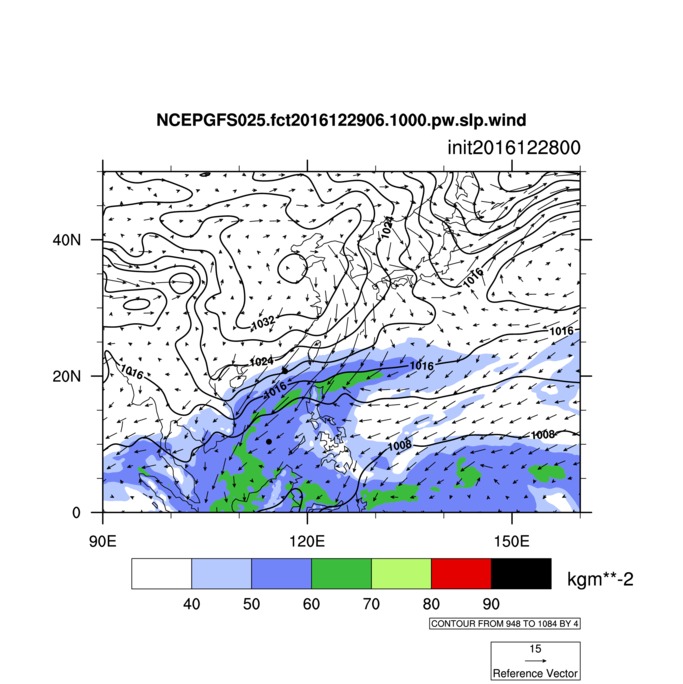 NCEPGFS025.fct2016122906.1000.pw.slp.wind
init2016122800
1024
40N
1016
1032
1016
1024
1016
1016
20N
1016
1008
1008
0
90E 120E 150E
40 50 60 70 80 90
kgm**-2
CONTOUR FROM 948 TO 1084 BY 4
15
Reference Vector